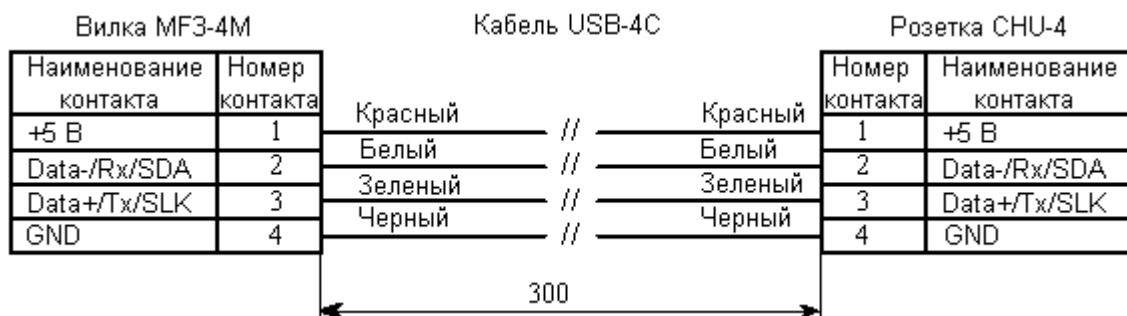 Вилка MF3-4M Кабель USB-4C Розетка CHU-4
Наименование контакта Номер контакта Номер контакта Наименование контакта
+5 В 1 Красный // Красный 1 +5 В
Data-/Rx/SDA 2 Белый // Белый 2 Data-/Rx/SDA
Data+/Tx/SLK 3 Зеленый // Зеленый 3 Data+/Tx/SLK
GND 4 Черный // Черный 4 GND
300